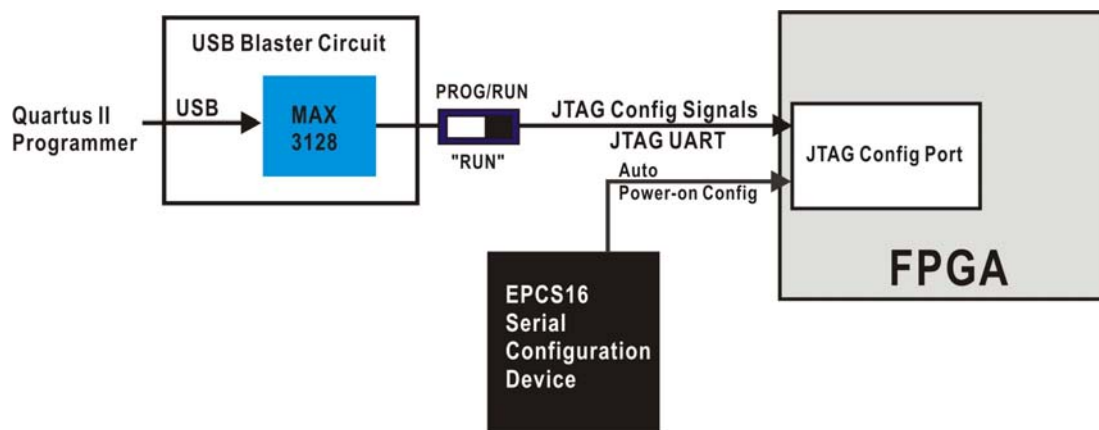 USB Blaster Circuit
Quartus II
Programmer
USB
MAX
3128
PROG/RUN
"RUN"
JTAG Config Signals
JTAG UART
Auto
Power-on Config
JTAG Config Port
FPGA
EPCS16
Serial
Configuration
Device